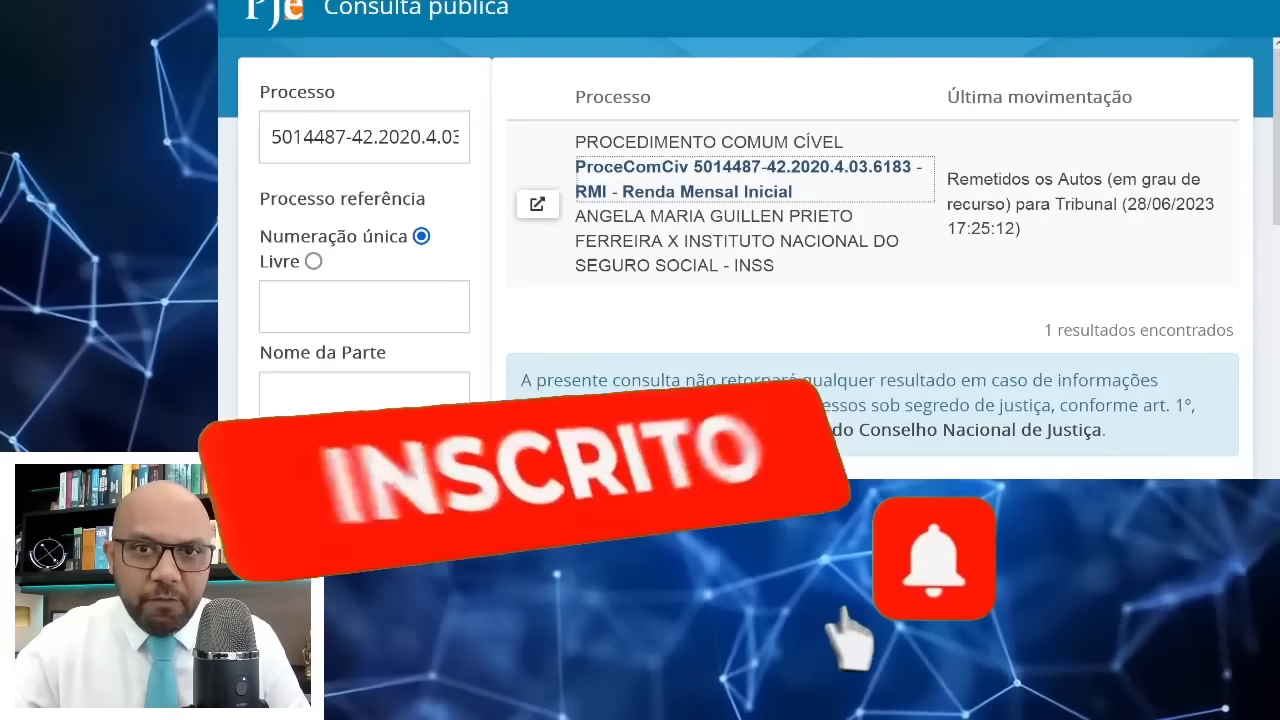 PJe Consulta pública
Processo
5014487-42.2020.4.03
Processo referência
Numeração única
Livre
Nome da Parte
Processo
Última movimentação
PROCEDIMENTO COMUM CÍVEL
ProceComCiv 5014487-42.2020.4.03.6183 -
RMI - Renda Mensal Inicial
ANGELA MARIA GUILLEN PRIETO
FERREIRA X INSTITUTO NACIONAL DO
SEGURO SOCIAL - INSS
Remetidos os Autos (em grau de
recurso) para Tribunal (28/06/2023
17:25:12)
1 resultados encontrados
A presente consulta não retornará qualquer resultado em caso de informações
sob segredo de justiça, conforme art. 1º,
do Conselho Nacional de Justiça.
INSCRITO